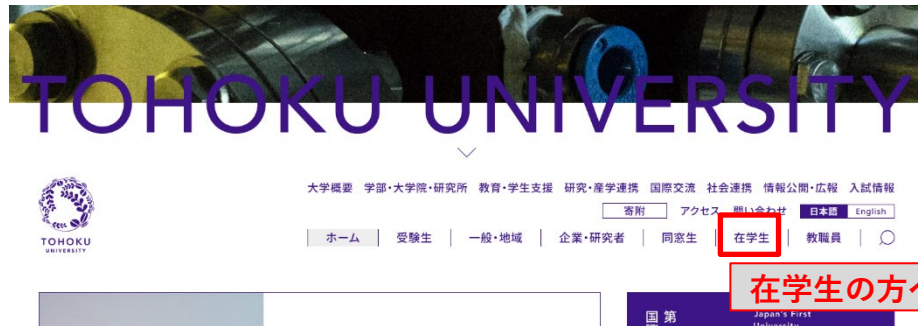 TOHOKU UNIVERSITY
大学概要 学部・大学院・研究所 教育・学生支援 研究・産学連携 国際交流 社会連携 情報公開・広報 入試情報
寄附 アクセス 問い合わせ 日本語 English
TOHOKU
UNIVERSITY
ホーム 受験生 一般・地域 企業・研究者 同窓生 在学生 教職員
在学生の方へ
国 第
Japan's First
University